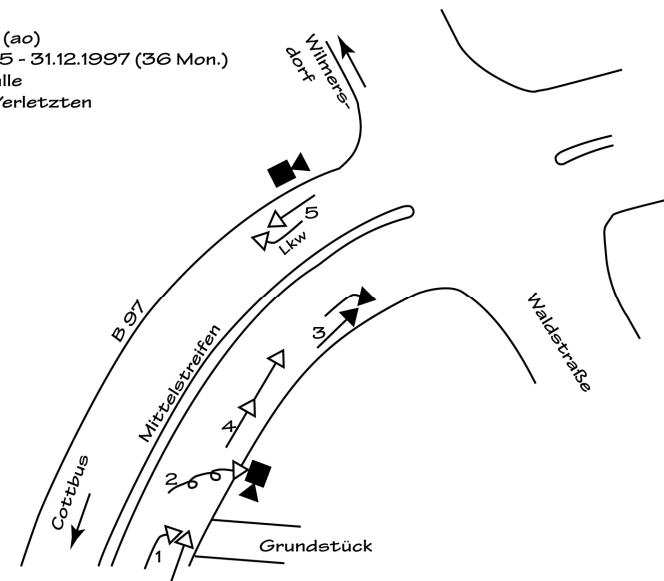 (ao)
5 - 31.12.1997 (36 Mon.)
lle
Verletzten
Wilmers-
dorf
5
Lkw
B 97
3
Mittelstreifen
Waldstraße
4
2
Cottbus
1
Grundstück